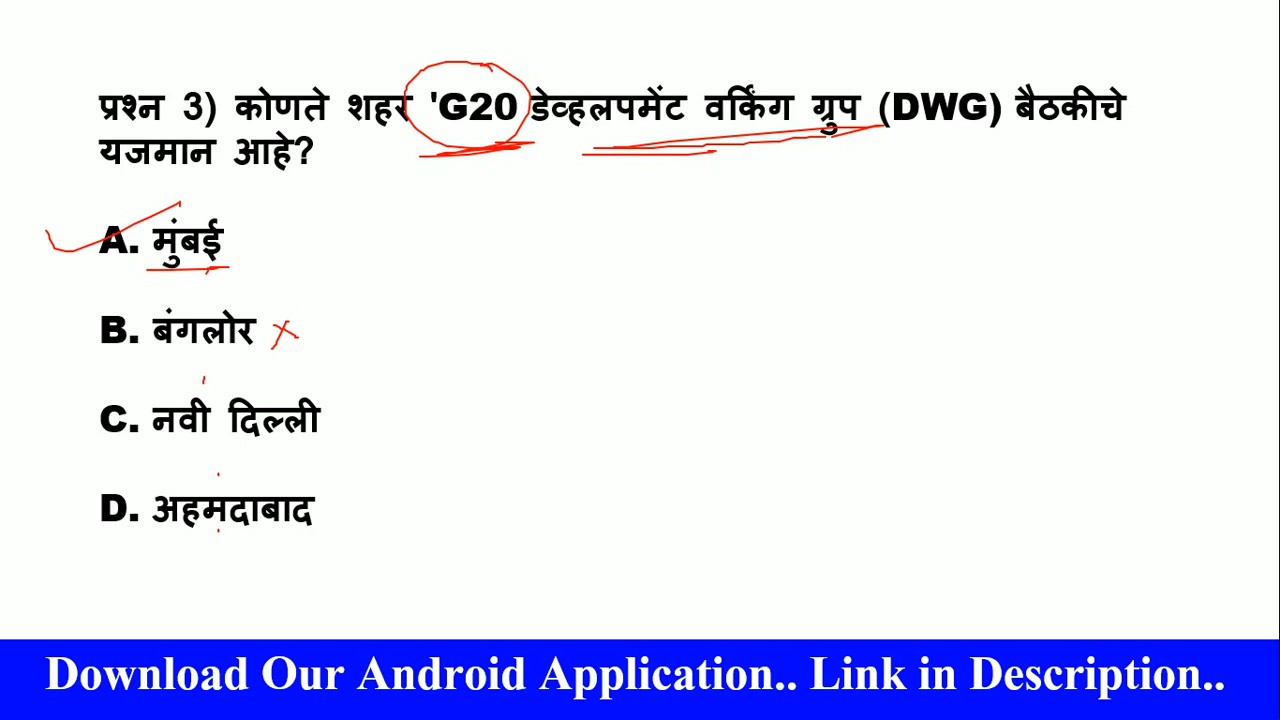 प्रश्न 3) कोणते शहर 'G20 डेव्हलपमेंट वर्किंग ग्रुप (DWG) बैठकीचे
यजमान आहे?
A. मुंबई
B. बंगलोर
C. नवी दिल्ली
D. अहमदाबाद
Download Our Android Application.. Link in Description..